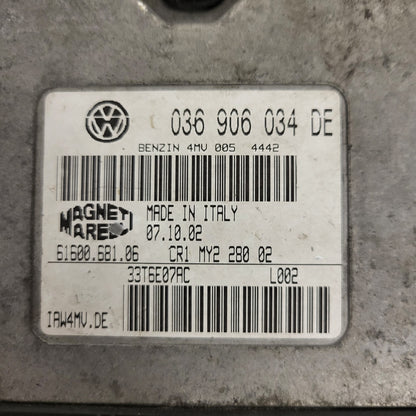 036 906 034 DE
BENZIN 4MV 005 4442
MAGNETI MARELLI
MADE IN ITALY
07.10.02
61600.681.06 CR1 MY2 280 02
33T6E07AC L002
IAW4MV.DE